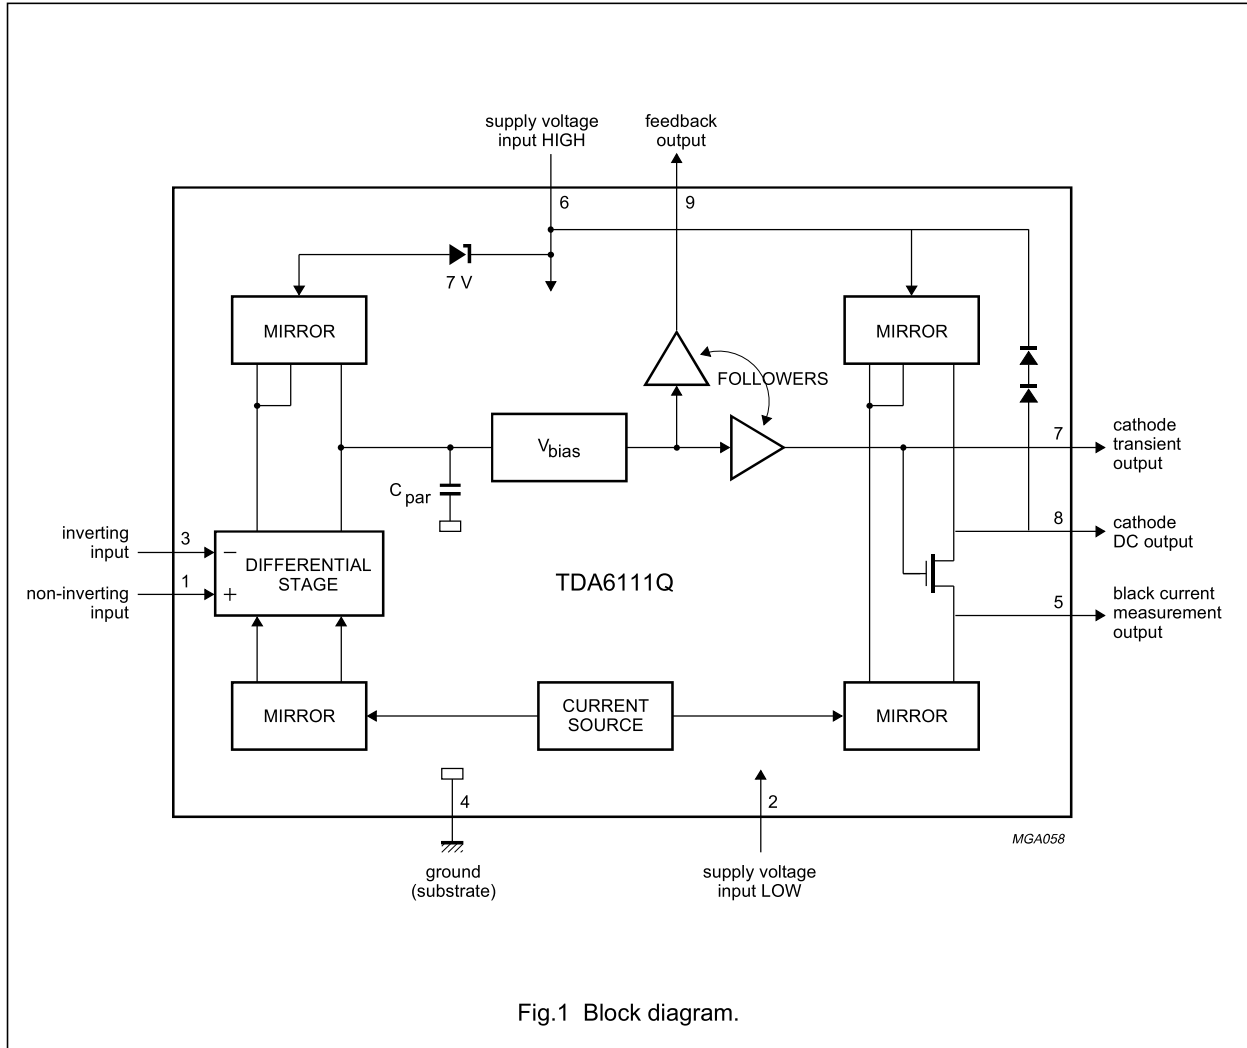 supply voltage
input HIGH
feedback
output
6
9
7 V
MIRROR
MIRROR
FOLLOWERS
Vbias
Cpar
7
cathode
transient
output
inverting
input
3
−
DIFFERENTIAL
STAGE
non-inverting
input
1
+
TDA6111Q
8
cathode
DC output
5
black current
measurement
output
MIRROR
CURRENT
SOURCE
MIRROR
4
2
MGA058
ground
(substrate)
supply voltage
input LOW
Fig.1 Block diagram.